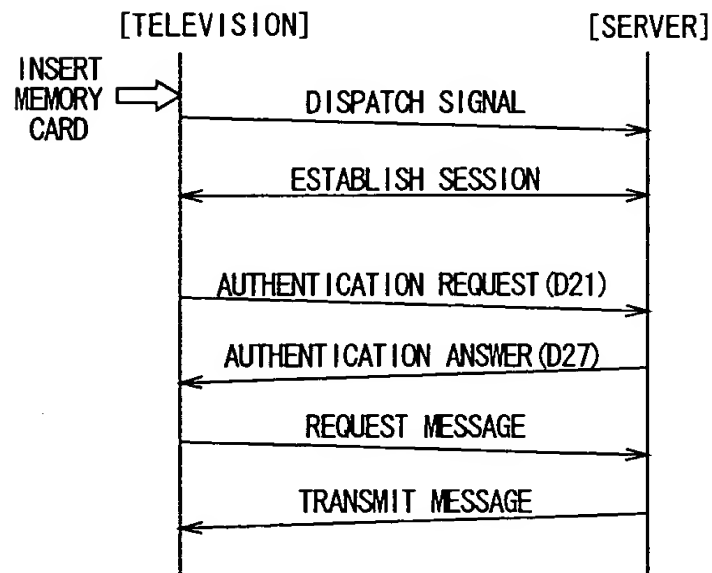 [TELEVISION] [SERVER]
INSERT
MEMORY
CARD
DISPATCH SIGNAL
ESTABLISH SESSION
AUTHENTICATION REQUEST(D21)
AUTHENTICATION ANSWER(D27)
REQUEST MESSAGE
TRANSMIT MESSAGE